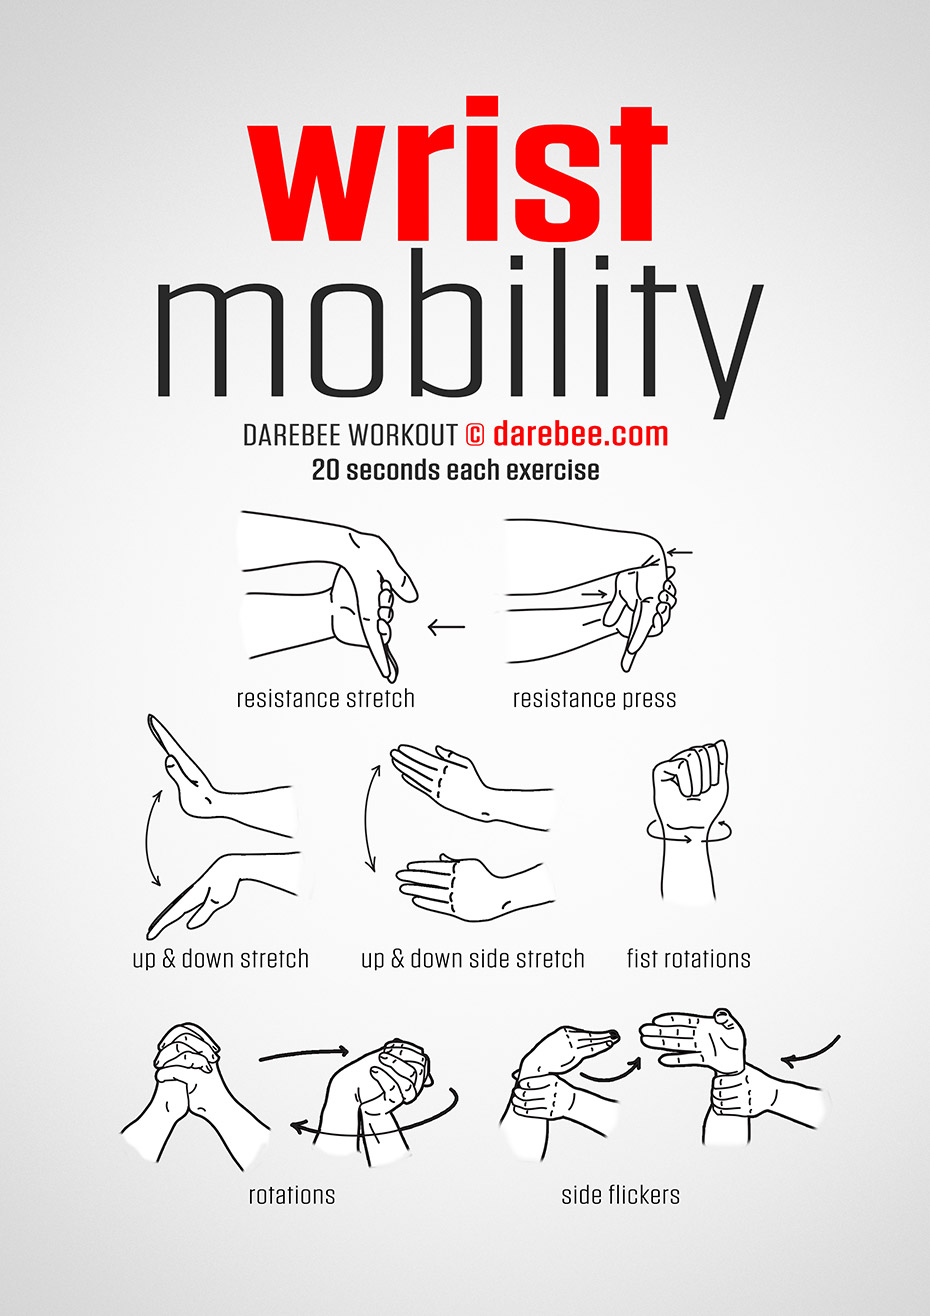 wrist
mobility
DAREBEE WORKOUT © darebee.com
20 seconds each exercise
resistance stretch
resistance press
up & down stretch
up & down side stretch
fist rotations
rotations
side flickers